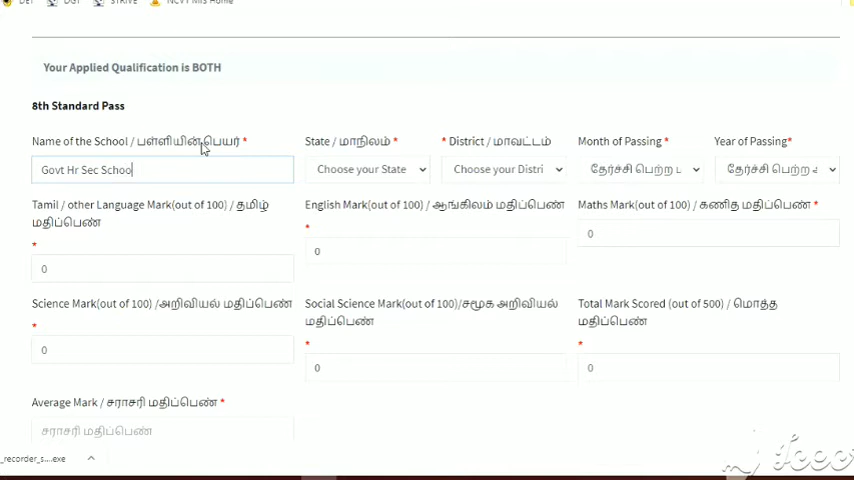 DET DGT STRIVE NCVT MIS Home
Your Applied Qualification is BOTH
8th Standard Pass
Name of the School / பள்ளியின் பெயர் * State / மாநிலம் * * District / மாவட்டம் Month of Passing * Year of Passing*
Govt Hr Sec Schoo Choose your State Choose your Distri தேர்ச்சி பெற்ற தேர்ச்சி பெற்ற
Tamil / other Language Mark(out of 100) / தமிழ் English Mark(out of 100) / ஆங்கிலம் மதிப்பெண் Maths Mark(out of 100) / கணித மதிப்பெண் *
மதிப்பெண்
*
*
0
0
0
Science Mark(out of 100) /அறிவியல் மதிப்பெண் Social Science Mark(out of 100)/சமூக அறிவியல் Total Mark Scored (out of 500) / மொத்த
மதிப்பெண் மதிப்பெண்
*
* *
0
0 0
Average Mark / சராசரி மதிப்பெண் *
சராசரி மதிப்பெண்
_recorder_s....exe